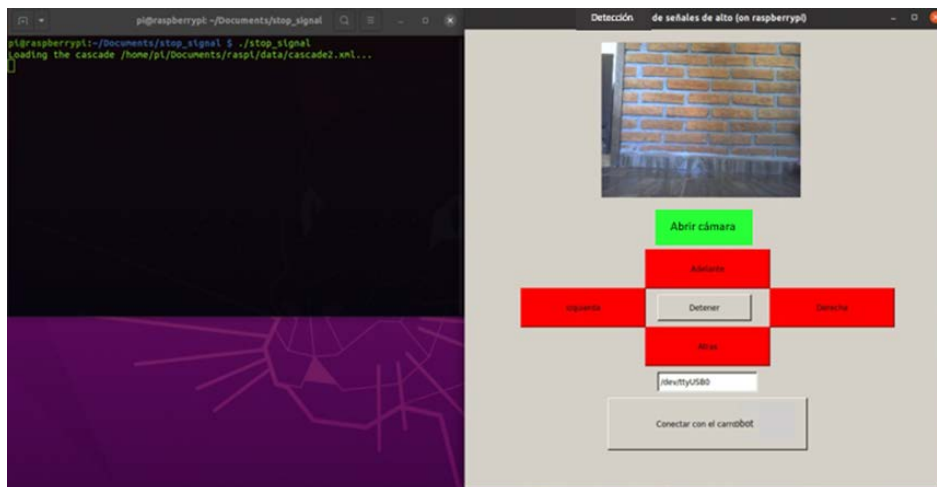 pi@raspberrypi: ~/Documents/stop_signal
pi@raspberrypi:~/Documents/stop_signal $ ./stop_signal
Loading the cascade /home/pi/Documents/raspi/data/cascade2.xml...
Detección de señales de alto (on raspberrypi)
Abrir cámara
Adelante
Izquierda
Detener
Derecha
Atras
/dev/ttyUSB0
Conectar con el carrobot